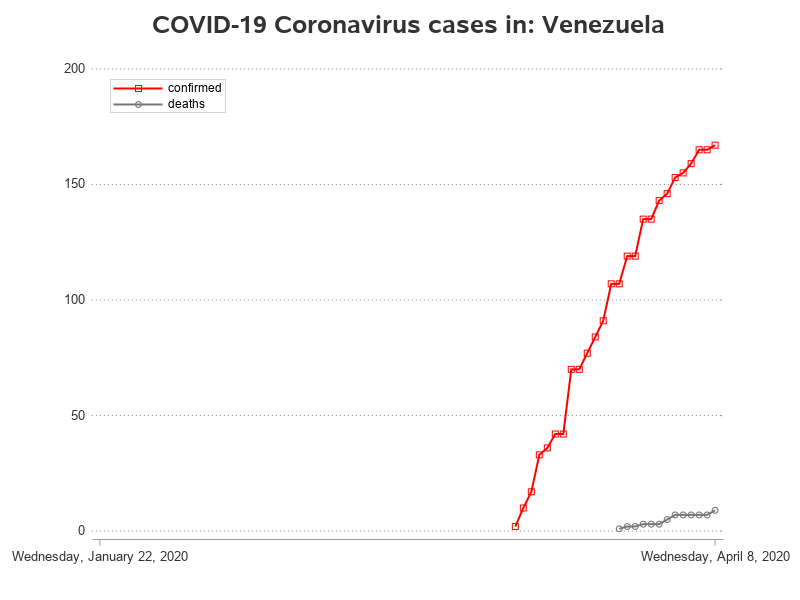 COVID-19 Coronavirus cases in: Venezuela
200
confirmed
deaths
150
100
50
0
Wednesday, January 22, 2020 Wednesday, April 8, 2020